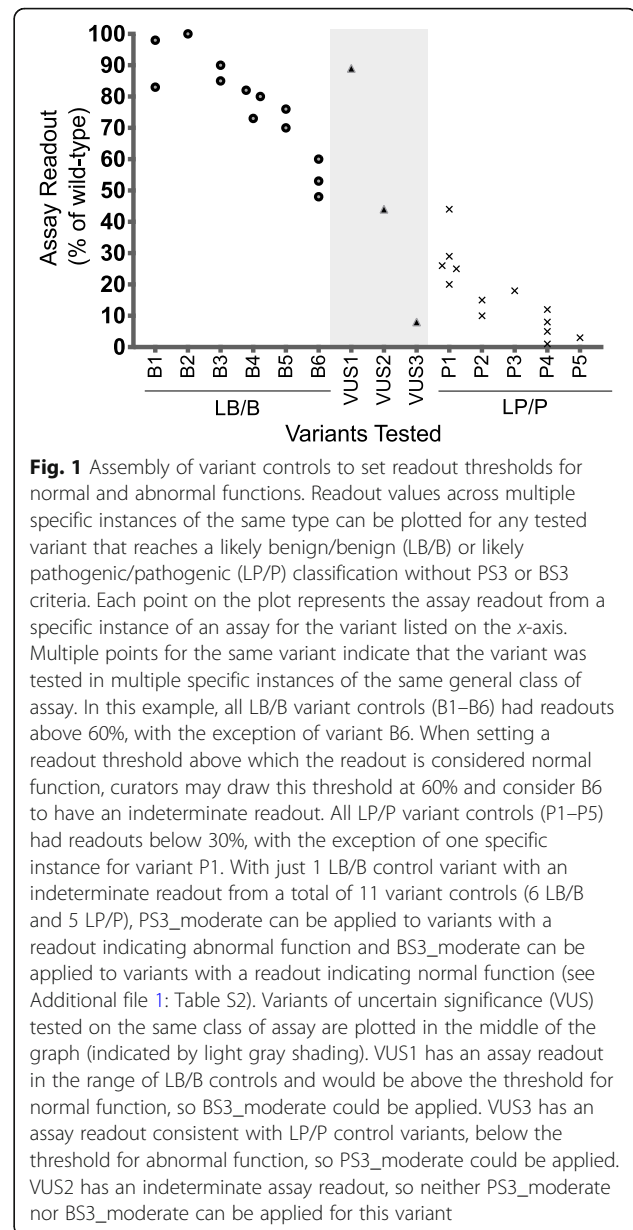 100
90
80
70
60
50
40
30
20
10
0
Assay Readout
(% of wild-type)
B1 B2 B3 B4 B5 B6 VUS1 VUS2 VUS3 P1 P2 P3 P4 P5
LB/B LP/P
Variants Tested
Fig. 1 Assembly of variant controls to set readout thresholds for
normal and abnormal functions. Readout values across multiple
specific instances of the same type can be plotted for any tested
variant that reaches a likely benign/benign (LB/B) or likely
pathogenic/pathogenic (LP/P) classification without PS3 or BS3
criteria. Each point on the plot represents the assay readout from a
specific instance of an assay for the variant listed on the x-axis.
Multiple points for the same variant indicate that the variant was
tested in multiple specific instances of the same general class of
assay. In this example, all LB/B variant controls (B1–B6) had readouts
above 60%, with the exception of variant B6. When setting a
readout threshold above which the readout is considered normal
function, curators may draw this threshold at 60% and consider B6
to have an indeterminate readout. All LP/P variant controls (P1–P5)
had readouts below 30%, with the exception of one specific
instance for variant P1. With just 1 LB/B control variant with an
indeterminate readout from a total of 11 variant controls (6 LB/B
and 5 LP/P), PS3_moderate can be applied to variants with a
readout indicating abnormal function and BS3_moderate can be
applied to variants with a readout indicating normal function (see
Additional file 1: Table S2). Variants of uncertain significance (VUS)
tested on the same class of assay are plotted in the middle of the
graph (indicated by light gray shading). VUS1 has an assay readout
in the range of LB/B controls and would be above the threshold for
normal function, so BS3_moderate could be applied. VUS3 has an
assay readout consistent with LP/P control variants, below the
threshold for abnormal function, so PS3_moderate could be applied.
VUS2 has an indeterminate assay readout, so neither PS3_moderate
nor BS3_moderate can be applied for this variant